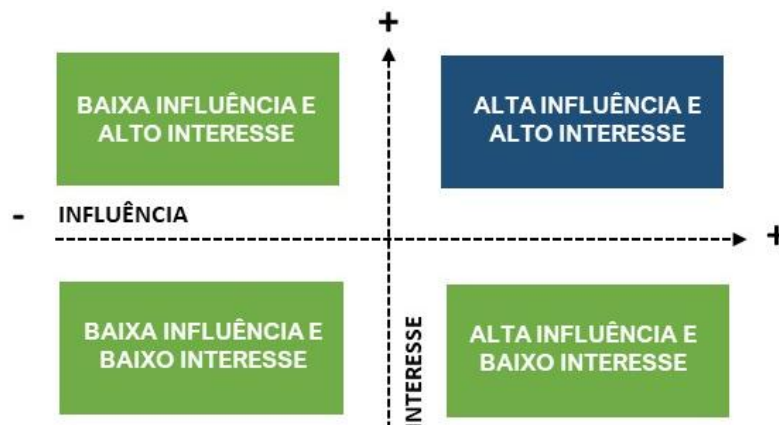 +
BAIXA INFLUÊNCIA E
ALTO INTERESSE
ALTA INFLUÊNCIA E
ALTO INTERESSE
- INFLUÊNCIA
+
BAIXA INFLUÊNCIA E
BAIXO INTERESSE
INTERESSE
ALTA INFLUÊNCIA E
BAIXO INTERESSE